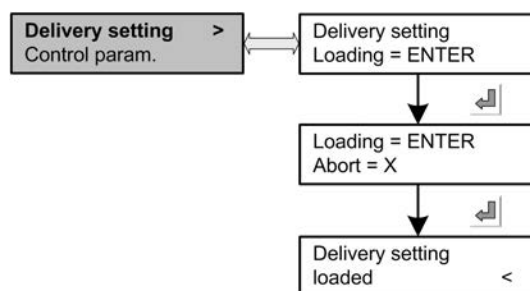 Delivery setting >
Control param.
Delivery setting
Loading = ENTER
Loading = ENTER
Abort = X
Delivery setting
loaded <